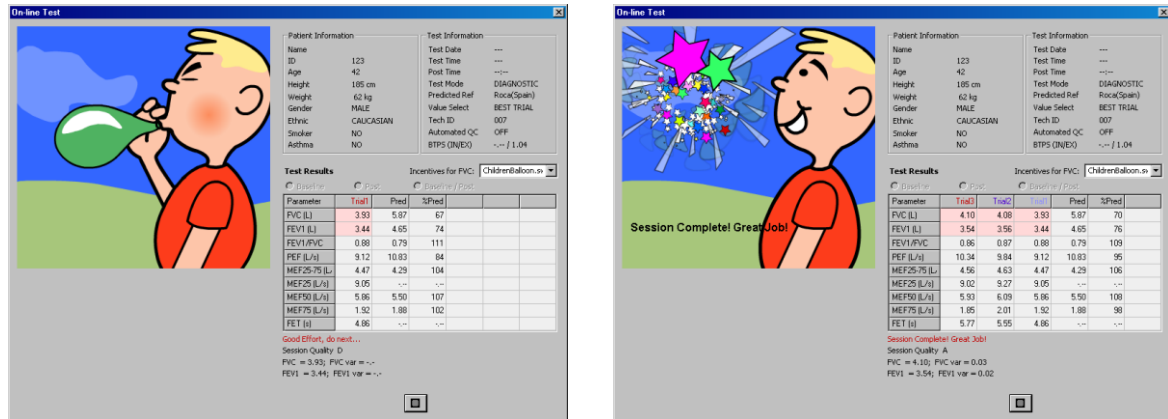 On-line Test
Patient Information
Name
ID 123
Age 42
Height 185 cm
Weight 62 kg
Gender MALE
Ethnic CAUCASIAN
Smoker NO
Asthma NO
Test Information
Test Date ---
Test Time ---
Post Time --:--
Test Mode DIAGNOSTIC
Predicted Ref Roca(Spain)
Value Select BEST TRIAL
Tech ID 007
Automated QC OFF
BTPS (IN/EX) -.-- / 1.04
Test Results Incentives for FVC: ChildrenBalloon.sw
Baseline Post Baseline / Post
Parameter Trial1 Pred %Pred
FVC (L) 3.93 5.87 67
FEV1 (L) 3.44 4.65 74
FEV1/FVC 0.88 0.79 111
PEF (L/s) 9.12 10.83 84
MEF25-75 (L/ 4.47 4.29 104
MEF25 (L/s) 9.05 -.-- -.--
MEF50 (L/s) 5.86 5.50 107
MEF75 (L/s) 1.92 1.88 102
FET (s) 4.86 -.-- -.--
Good Effort, do next...
Session Quality D
FVC = 3.93; FVC var = -.-
FEV1 = 3.44; FEV1 var = -.-
On-line Test
Session Complete! Great Job!
Patient Information
Name
ID 123
Age 42
Height 185 cm
Weight 62 kg
Gender MALE
Ethnic CAUCASIAN
Smoker NO
Asthma NO
Test Information
Test Date ---
Test Time ---
Post Time --:--
Test Mode DIAGNOSTIC
Predicted Ref Roca(Spain)
Value Select BEST TRIAL
Tech ID 007
Automated QC OFF
BTPS (IN/EX) -.-- / 1.04
Test Results Incentives for FVC: ChildrenBalloon.sw
Baseline Post Baseline / Post
Parameter Trial3 Trial2 Trial1 Pred %Pred
FVC (L) 4.10 4.08 3.93 5.87 70
FEV1 (L) 3.54 3.56 3.44 4.65 76
FEV1/FVC 0.86 0.87 0.88 0.79 109
PEF (L/s) 10.34 9.84 9.12 10.83 95
MEF25-75 (L/ 4.56 4.63 4.47 4.29 106
MEF25 (L/s) 9.02 9.27 9.05 -.-- -.--
MEF50 (L/s) 5.93 6.09 5.86 5.50 108
MEF75 (L/s) 1.85 2.01 1.92 1.88 98
FET (s) 5.77 5.55 4.86 -.-- -.--
Session Complete! Great Job!
Session Quality A
FVC = 4.10; FVC var = 0.03
FEV1 = 3.54; FEV1 var = 0.02